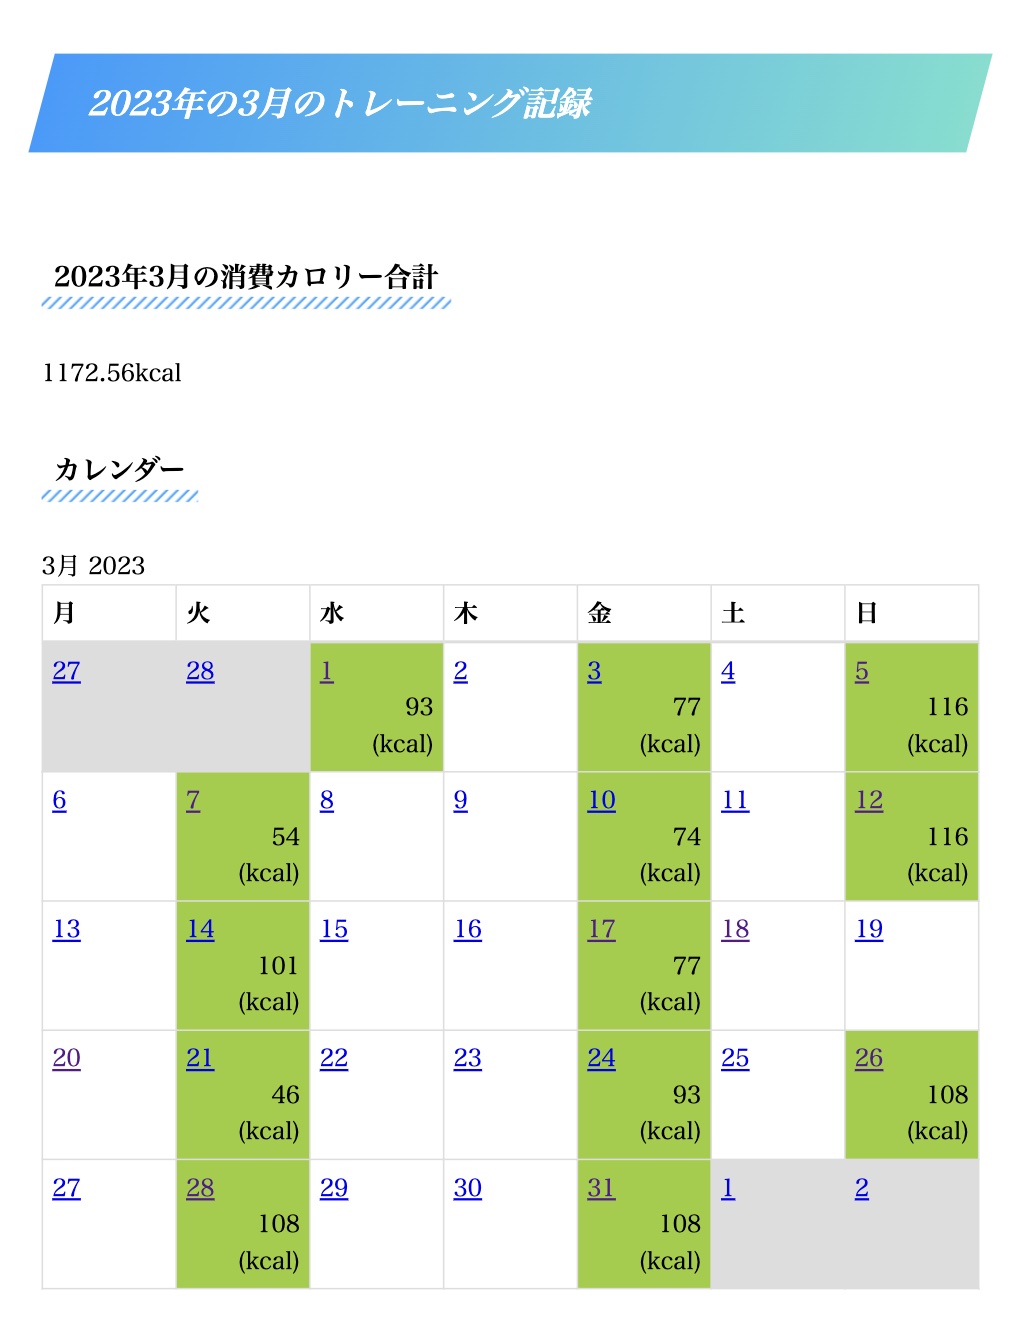 2023年の3月のトレーニング記録
2023年3月の消費カロリー合計
1172.56kcal
カレンダー
3月 2023
月 火 水 木 金 土 日
27 28 1 2 3 4 5
93 77 116
(kcal) (kcal) (kcal)
6 7 8 9 10 11 12
54 74 116
(kcal) (kcal) (kcal)
13 14 15 16 17 18 19
101 77
(kcal) (kcal)
20 21 22 23 24 25 26
46 93 108
(kcal) (kcal) (kcal)
27 28 29 30 31 1 2
108 108
(kcal) (kcal)